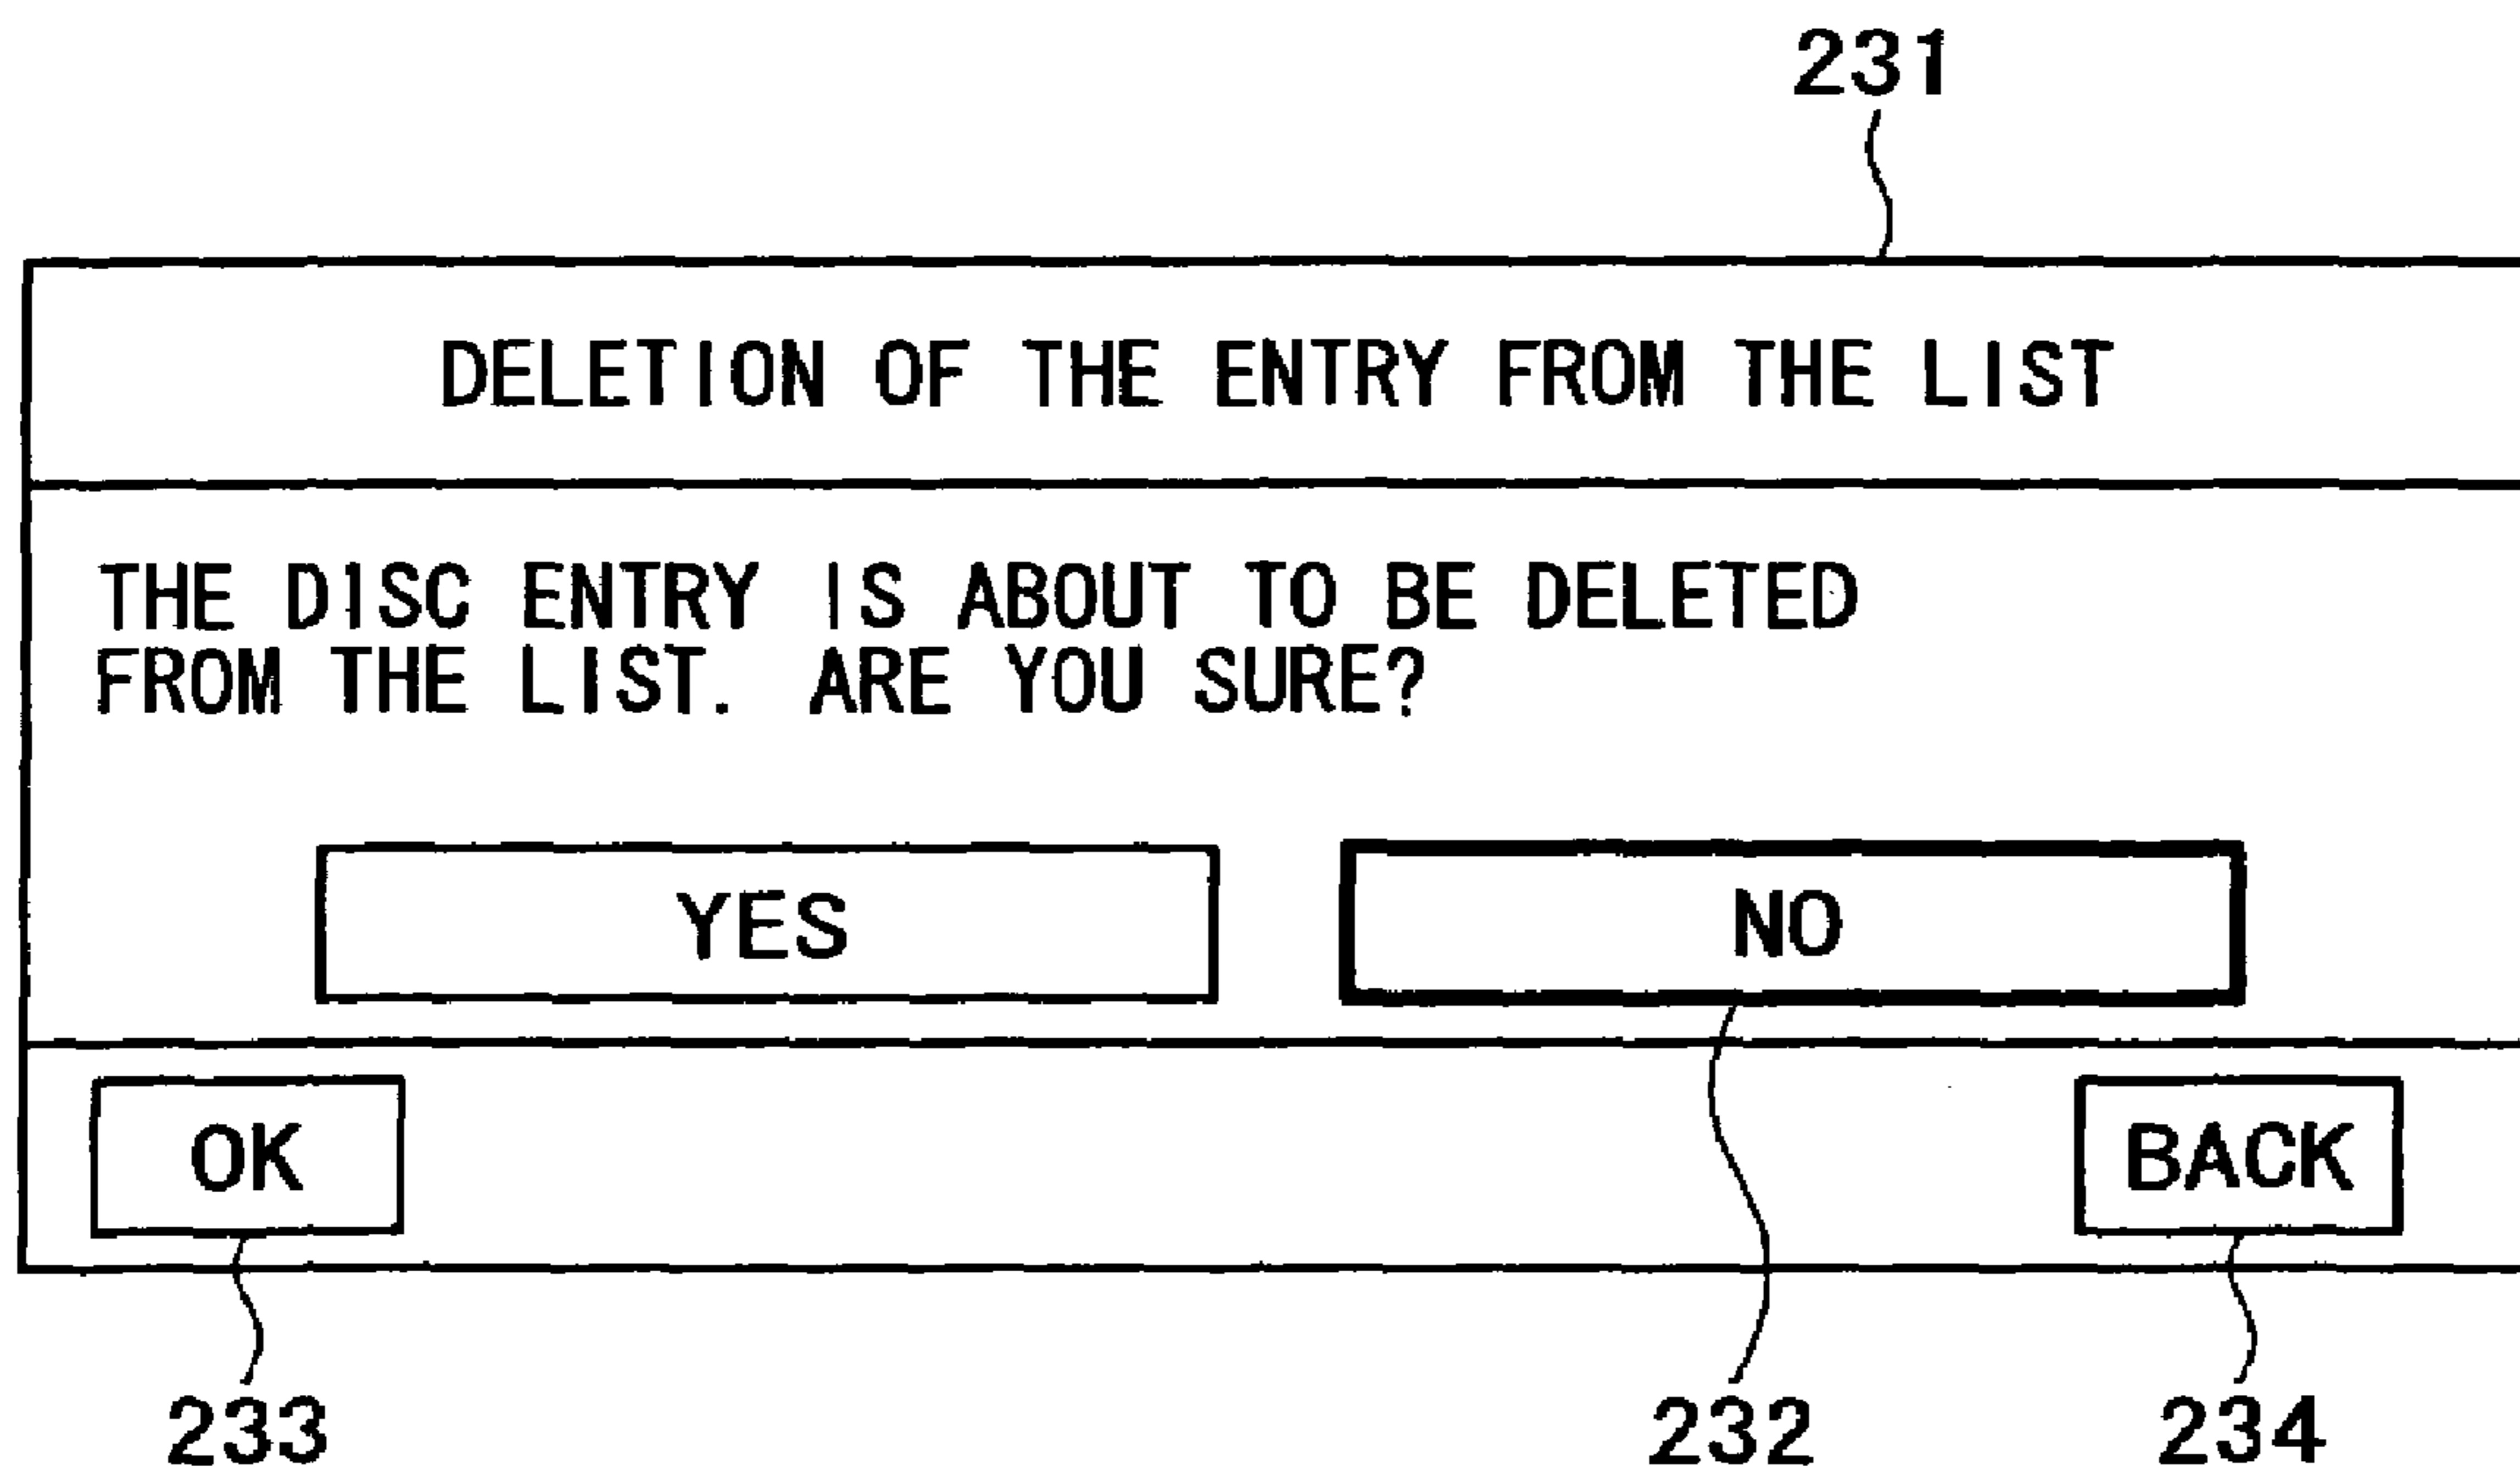 231
DELETION OF THE ENTRY FROM THE LIST
THE DISC ENTRY IS ABOUT TO BE DELETED
FROM THE LIST. ARE YOU SURE?
YES NO
OK BACK
233 232 234